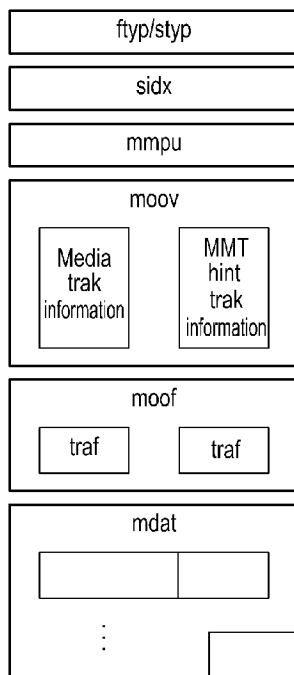 ftyp/styp
sidx
mmpu
moov
Media
trak
information
MMT
hint
trak
information
moof
traf
traf
mdat